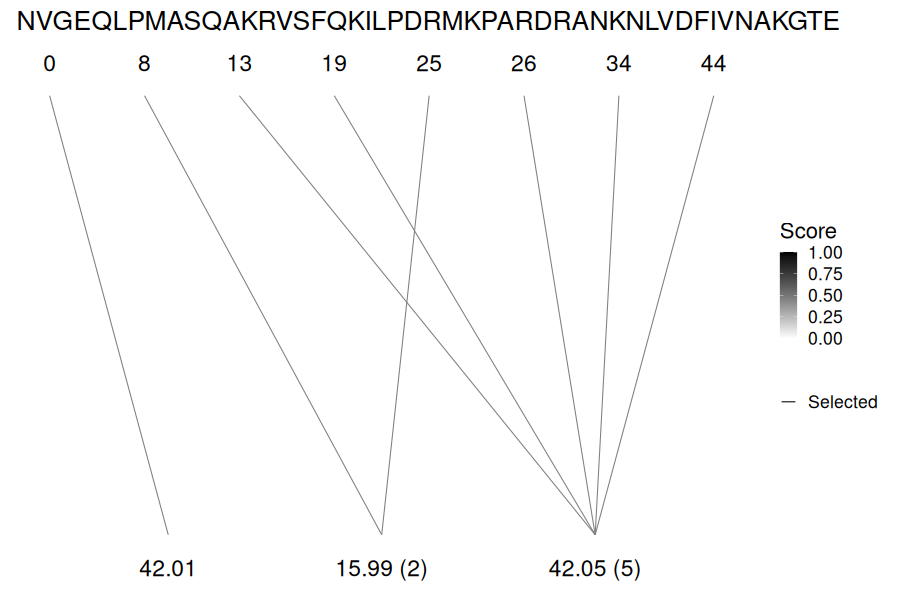 NVGEQLPMASQAKRVSFQKILPDRMKPARDRANKNLVDFIVNAKGTE
0 8 13 19 25 26 34 44
Score
1.00
0.75
0.50
0.25
0.00
Selected
42.01 15.99 (2) 42.05 (5)